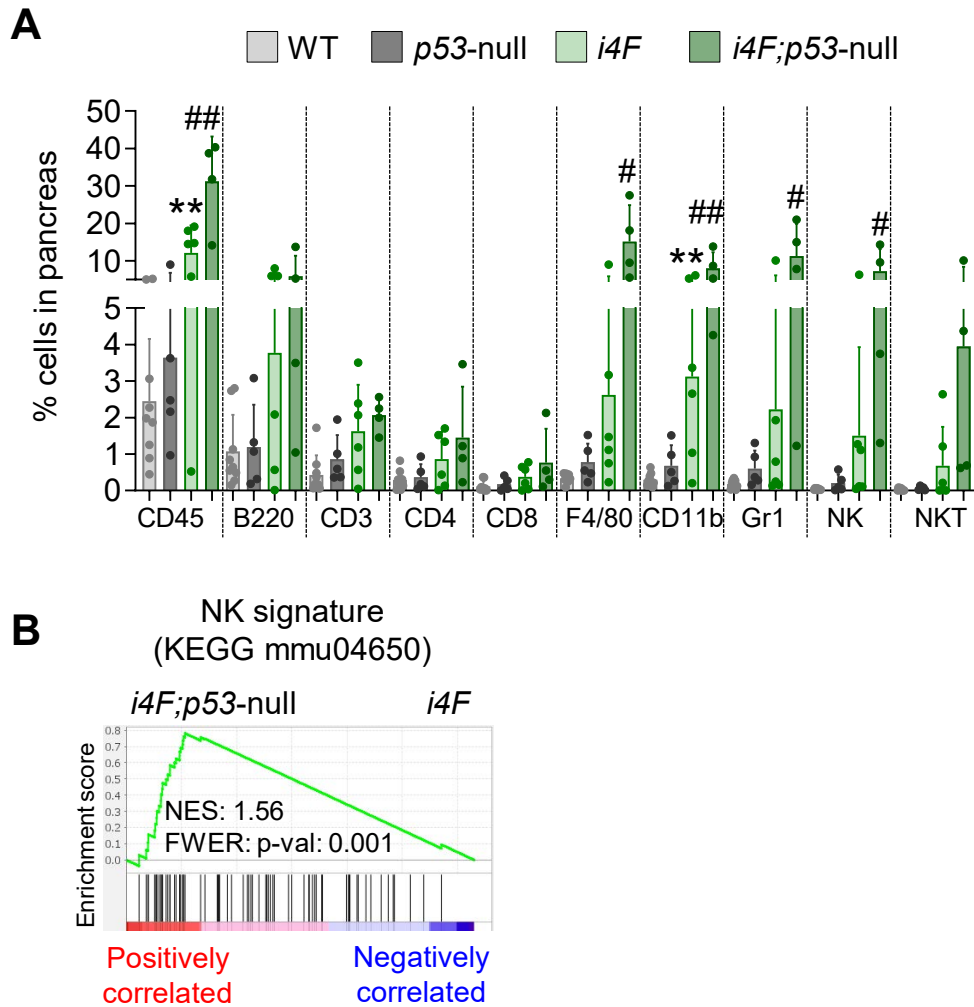 A
WT p53-null i4F i4F;p53-null
% cells in pancreas
50
40
30
20
10
5
4
3
2
1
0
## ** # ** ## # #
CD45 B220 CD3 CD4 CD8 F4/80 CD11b Gr1 NK NKT
B
NK signature
(KEGG mmu04650)
i4F;p53-null i4F
Enrichment score
0.8
0.7
0.6
0.5
0.4
0.3
0.2
0.1
0.0
NES: 1.56
FWER: p-val: 0.001
Positively Negatively
correlated correlated